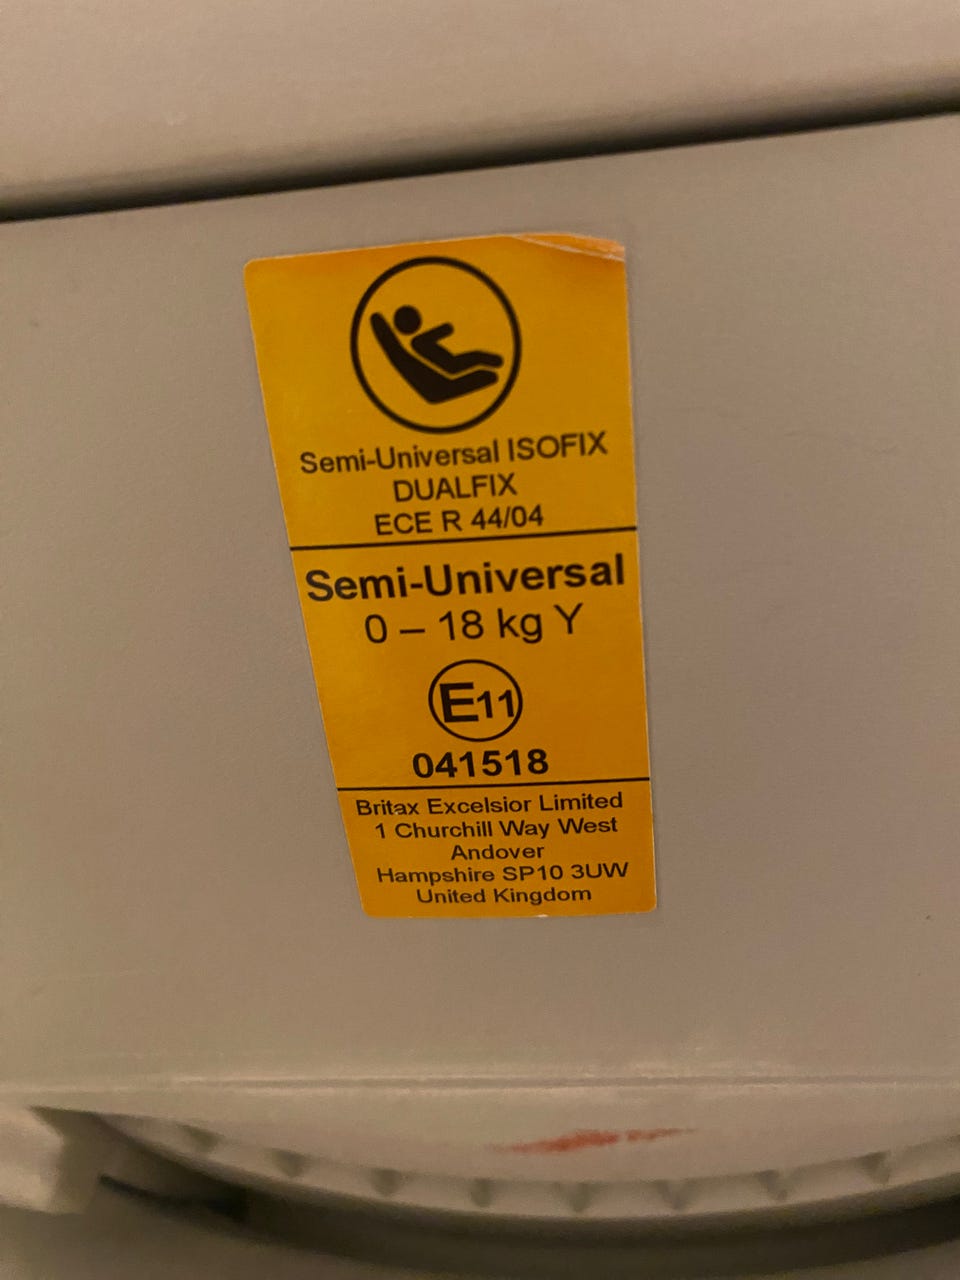 Semi-Universal ISOFIX
DUALFIX
ECE R 44/04
Semi-Universal
0 – 18 kg Y
E11
041518
Britax Excelsior Limited
1 Churchill Way West
Andover
Hampshire SP10 3UW
United Kingdom